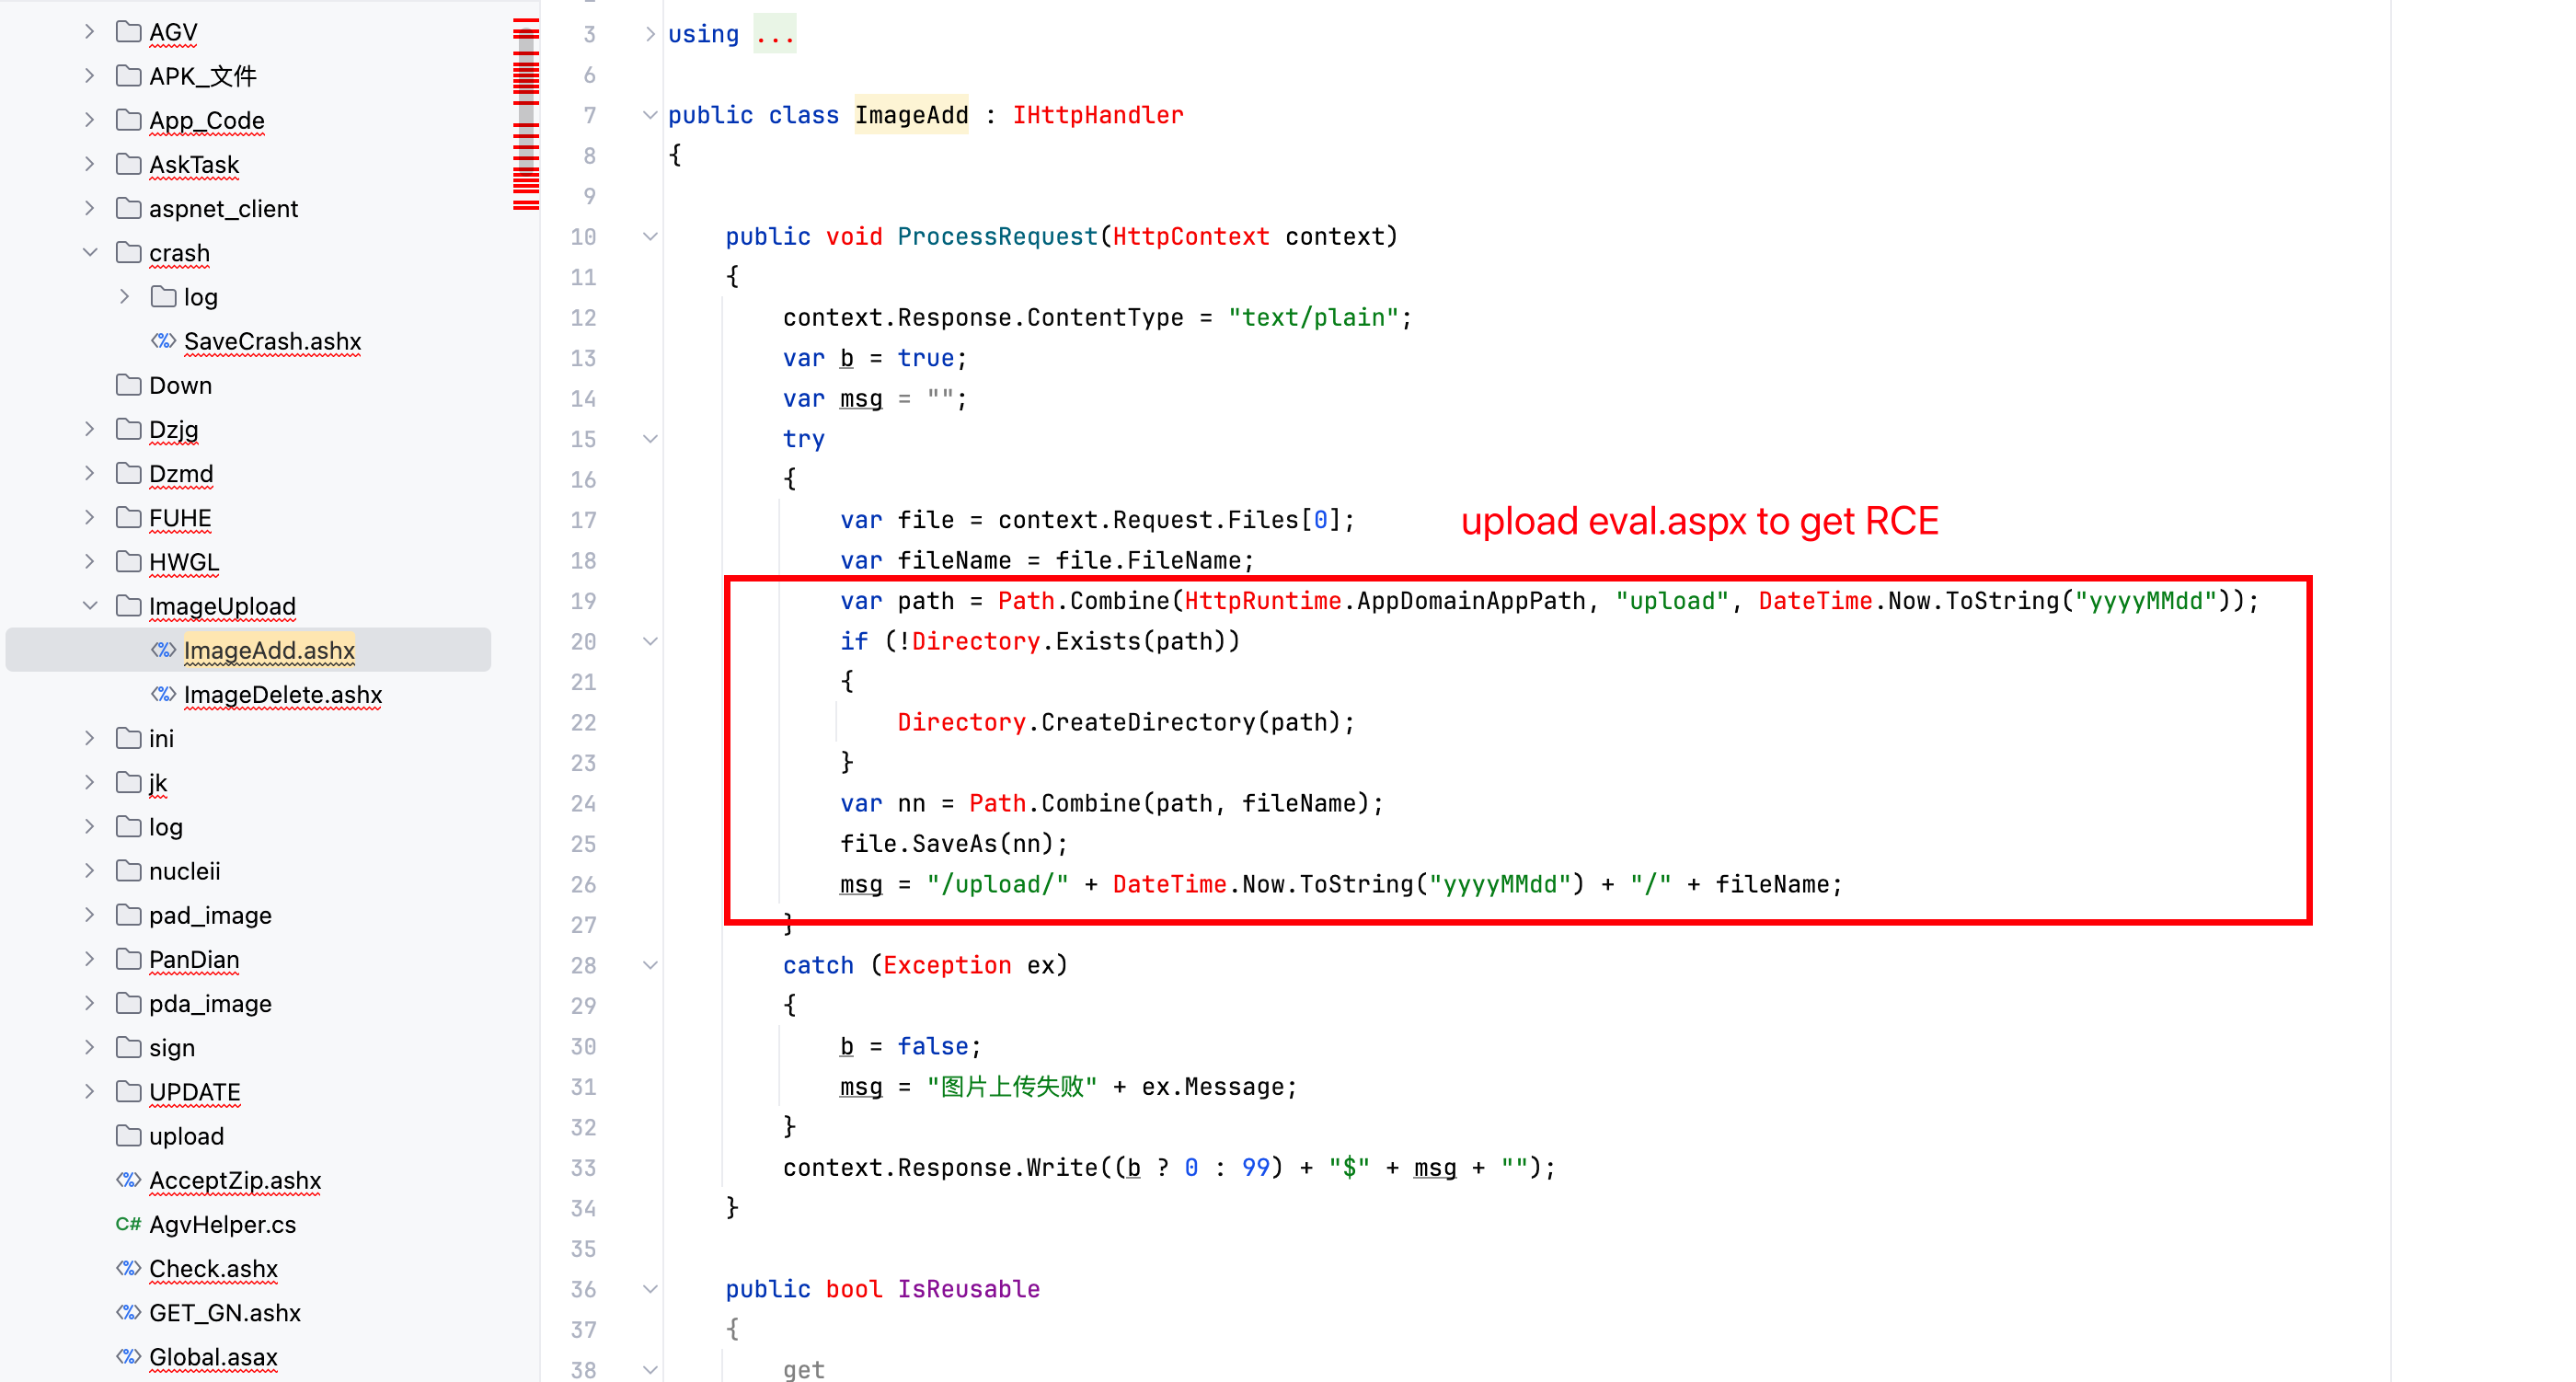 AGV
APK_文件
App_Code
AskTask
aspnet_client
crash
log
SaveCrash.ashx
Down
Dzjg
Dzmd
FUHE
HWGL
ImageUpload
ImageAdd.ashx
ImageDelete.ashx
ini
jk
log
nucleii
pad_image
PanDian
pda_image
sign
UPDATE
upload
AcceptZip.ashx
C# AgvHelper.cs
Check.ashx
GET_GN.ashx
Global.asax
3 using ...
6
7 public class ImageAdd : IHttpHandler
8 {
9
10 public void ProcessRequest(HttpContext context)
11 {
12 context.Response.ContentType = "text/plain";
13 var b = true;
14 var msg = "";
15 try
16 {
17 var file = context.Request.Files[0];
upload eval.aspx to get RCE
18 var fileName = file.FileName;
19 var path = Path.Combine(HttpRuntime.AppDomainAppPath, "upload", DateTime.Now.ToString("yyyyMMdd"));
20 if (!Directory.Exists(path))
21 {
22 Directory.CreateDirectory(path);
23 }
24 var nn = Path.Combine(path, fileName);
25 file.SaveAs(nn);
26 msg = "/upload/" + DateTime.Now.ToString("yyyyMMdd") + "/" + fileName;
27 }
28 catch (Exception ex)
29 {
30 b = false;
31 msg = "图片上传失败" + ex.Message;
32 }
33 context.Response.Write((b ? 0 : 99) + "$" + msg + "");
34 }
35
36 public bool IsReusable
37 {
38 get